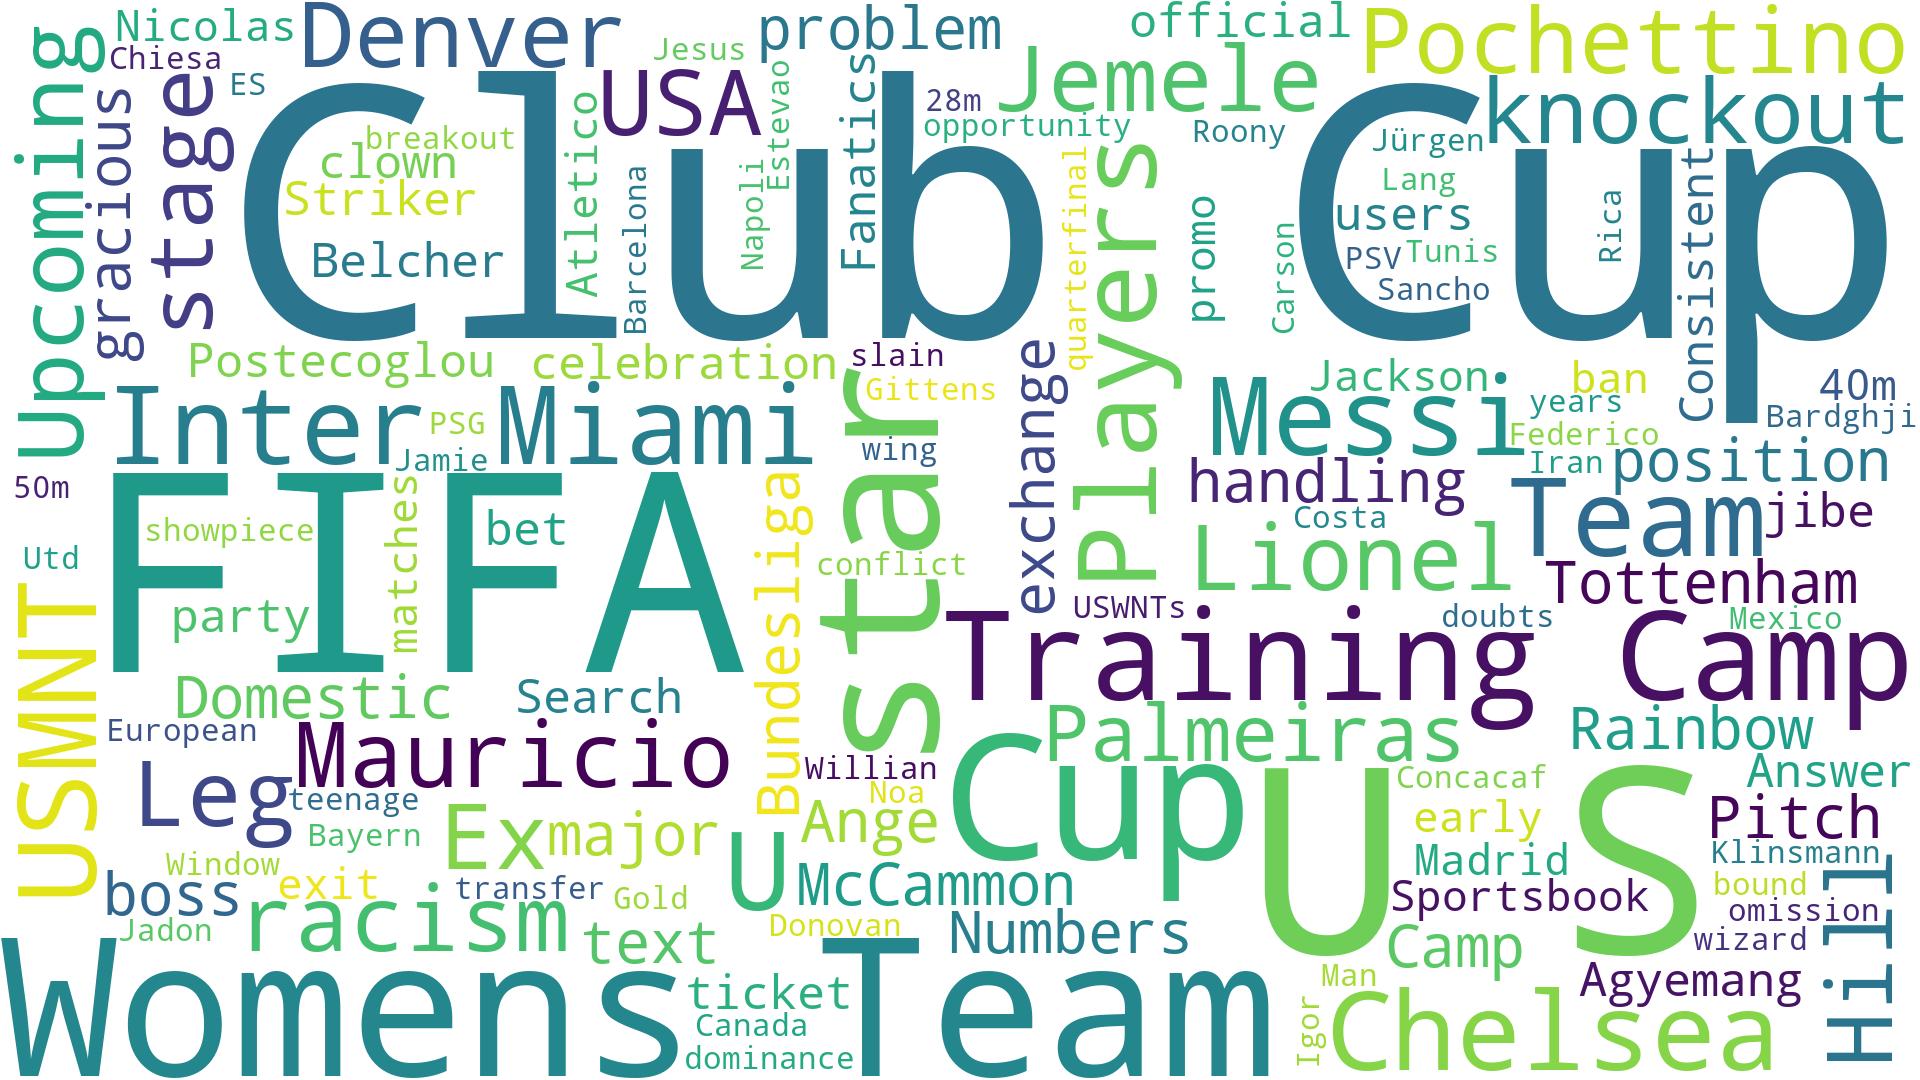 Nicolas
Denver
Jesus
problem
official
Pochettino
Upcoming
Chiesa
ES
stage
gracious
Club
USA
Estevao
Fanatics
28m
Jemele
opportunity
Roony
Cup
knockout
Jürgen
breakout
clown
Striker
Belcher
Atletico
Barcelona
Napoli
quarterfinal
Players
promo
Carson
Lang
users
PSV
Tunis
Sancho
Rica
Consistent
Postecoglou
celebration
slain
Gittens
exchange
Messi
Jackson
ban
40m
years
Bardghji
Federico
Inter Miami
PSG
Jamie
wing
star
Iran
position
50m
FIFA
showpiece
matches
bet
Bundesliga
conflict
handling
Costa
Lionel
Team
jibe
Utd
USMNT
party
USWNTs
Tottenham
doubts
Mexico
Training Camp
Domestic
Search
European
Mauricio
Palmeiras
Rainbow
Leg
teenage
Willian
Noa
Cup
U S
Concacaf
Answer
Bayern
Ex
major
Ange
early
Pitch
Window
Madrid
Klinsmann
boss
exit
transfer
Gold
U
McCammon
Sportsbook
bound
omission
Hill
Jadon
racism
text
Donovan
Numbers
Camp
wizard
Womens Team
ticket
Canada
dominance
Man
Igor
Chelsea
Agyemang